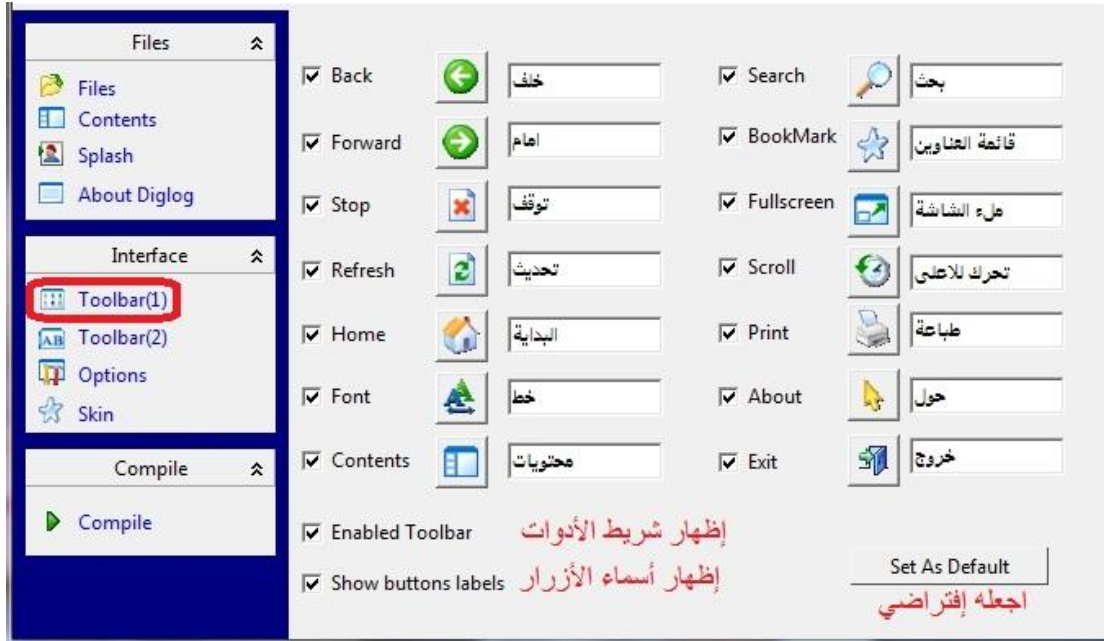 Files
Files
Contents
Splash
About Diglog
Interface
Toolbar(1)
Toolbar(2)
Options
Skin
Compile
Compile
Back خلف
Search بحث
Forward امام
BookMark قائمة العناوين
Stop توقف
Fullscreen ملء الشاشة
Refresh تحديث
Scroll تحرك للاعلى
Home البداية
Print طباعة
Font خط
About حول
Contents محتويات
Exit خروج
Enabled Toolbar إظهار شريط الأدوات
Show buttons labels إظهار أسماء الأزرار
Set As Default
اجعله إفتراضي